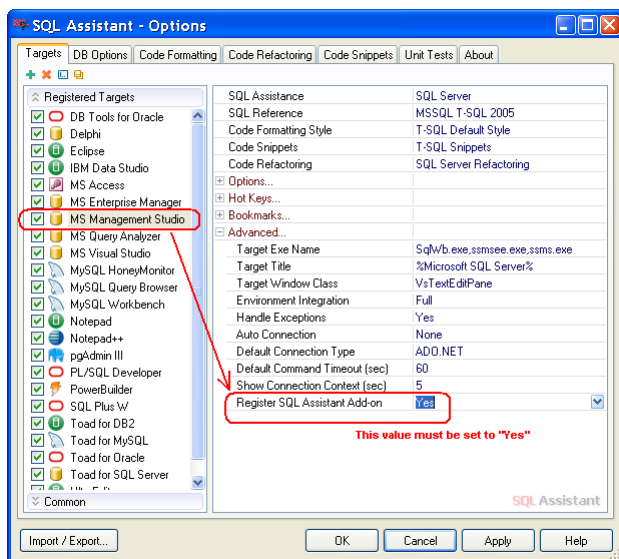 SQL Assistant - Options
Targets DB Options Code Formatting Code Refactoring Code Snippets Unit Tests About
Registered Targets
DB Tools for Oracle
Delphi
Eclipse
IBM Data Studio
MS Access
MS Enterprise Manager
MS Management Studio
MS Query Analyzer
MS Visual Studio
MySQL HoneyMonitor
MySQL Query Browser
MySQL Workbench
Notepad
Notepad++
pgAdmin III
PL/SQL Developer
PowerBuilder
SQL Plus W
Toad for DB2
Toad for MySQL
Toad for Oracle
Toad for SQL Server
Common
SQL Assistance SQL Server
SQL Reference MSSQL T-SQL 2005
Code Formatting Style T-SQL Default Style
Code Snippets T-SQL Snippets
Code Refactoring SQL Server Refactoring
Options...
Hot Keys...
Bookmarks...
Advanced...
Target Exe Name SqlWb.exe,ssmsee.exe,ssms.exe
Target Title %Microsoft SQL Server%
Target Window Class VsTextEditPane
Environment Integration Full
Handle Exceptions Yes
Auto Connection None
Default Connection Type ADO.NET
Default Command Timeout (sec) 60
Show Connection Context (sec) 5
Register SQL Assistant Add-on Yes
This value must be set to "Yes"
SQL Assistant
Import / Export... OK Cancel Apply Help